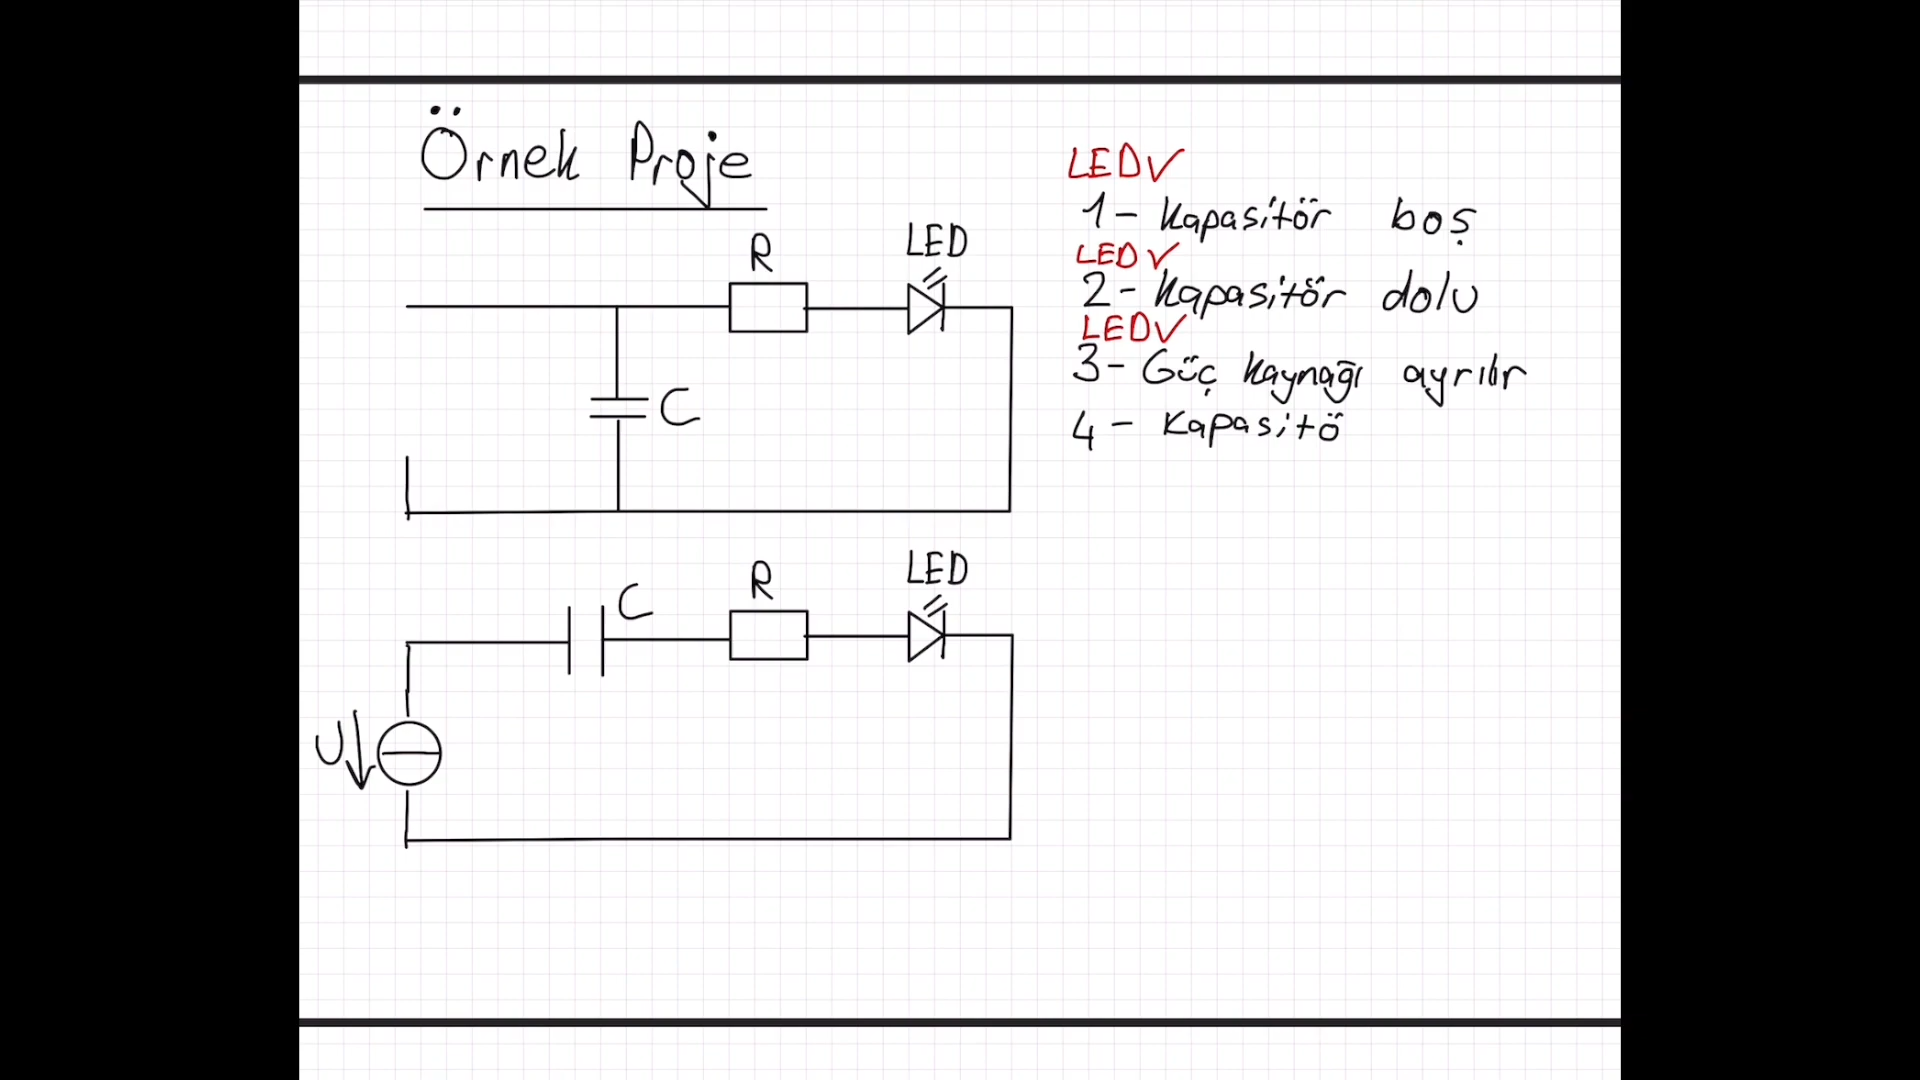 Örnek Proje
R
LED
C
LED✓
1- Kapasitör boş
LED✓
2- Kapasitör dolu
LED✓
3- Güç kaynağı ayrılır
4- Kapasitö
C
R
LED
U